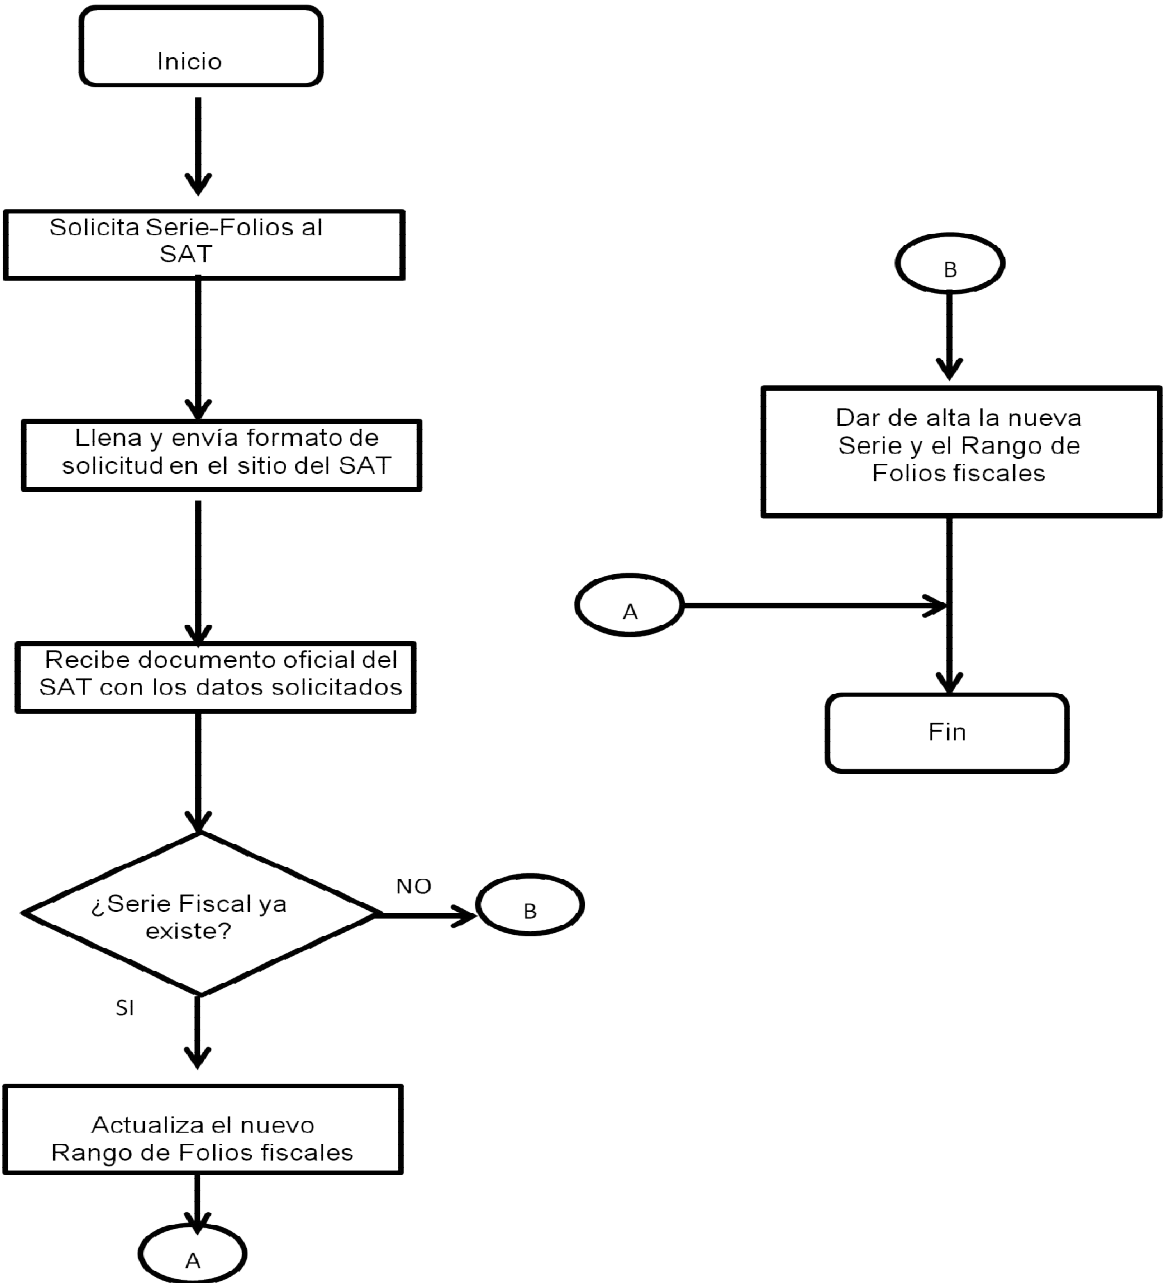 Inicio
Solicita Serie-Folios al
SAT
Llena y envía formato de
solicitud en el sitio del SAT
Recibe documento oficial del
SAT con los datos solicitados
¿Serie Fiscal ya
existe?
NO
B
SI
Actualiza el nuevo
Rango de Folios fiscales
A
B
Dar de alta la nueva
Serie y el Rango de
Folios fiscales
A
Fin